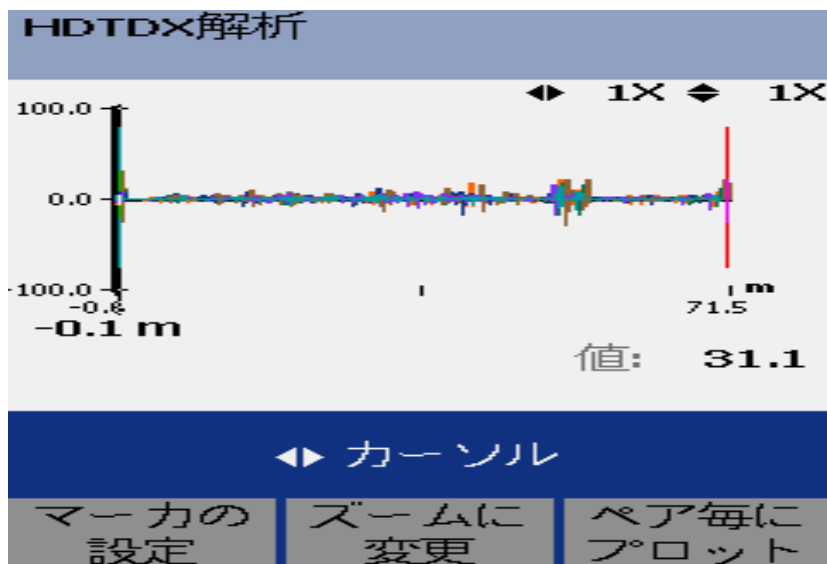 HDTDX解析
◂▸ 1X ◆ 1X
100.0
0.0
-100.0
-0.6 71.5 m
-0.1 m
値: 31.1
◂▸ カーソル
マーカの設定
ズームに変更
ペア毎にプロット